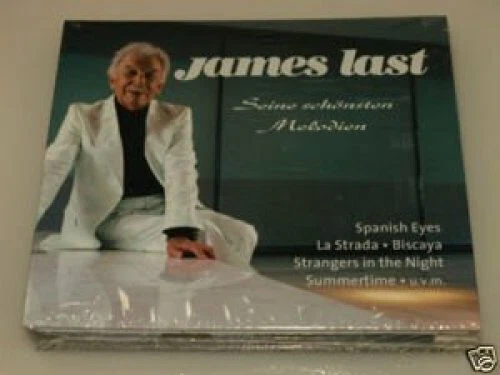 James Last
Seine schönsten
Melodien
Spanish Eyes
La Strada • Biscaya
Strangers in the Night
Summertime • u.v.m.